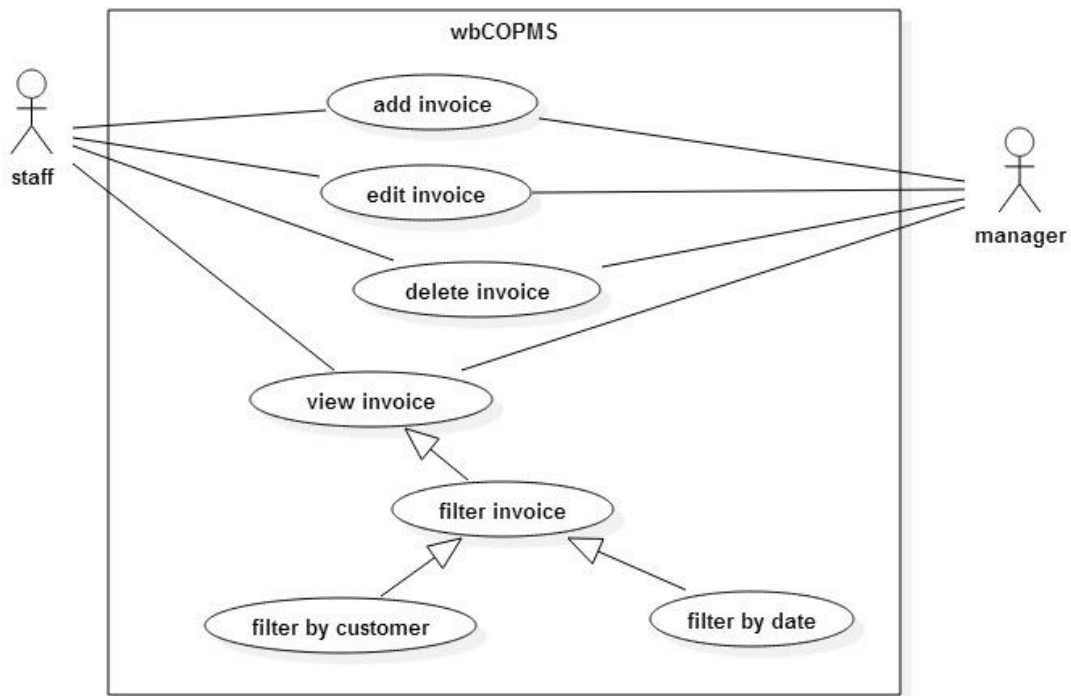 wbCOPMS
add invoice
staff
edit invoice
manager
delete invoice
view invoice
filter invoice
filter by customer
filter by date